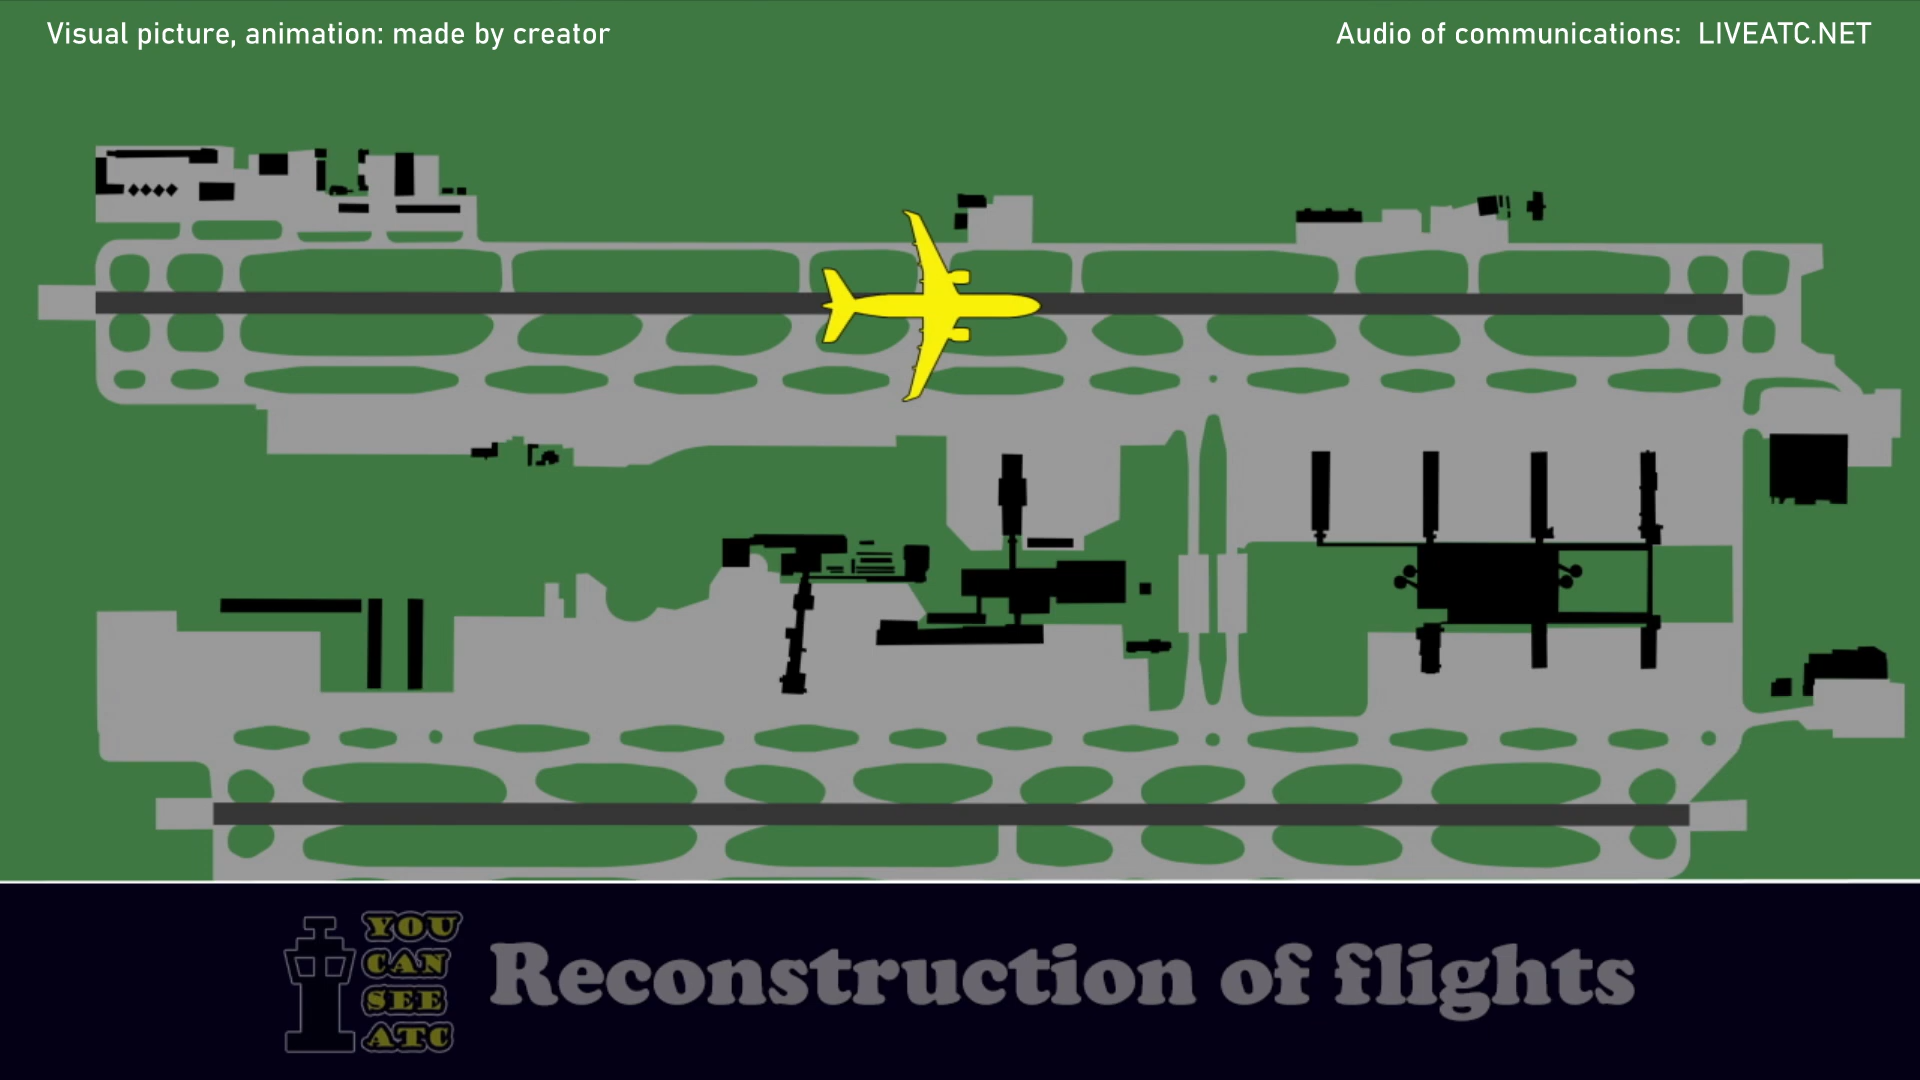 Visual picture, animation: made by creator
Audio of communications: LIVEATC.NET
YOU
CAN
SEE
ATC
Reconstruction of flights